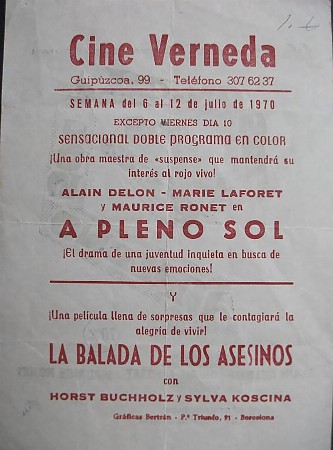 Cine Verneda
Guipúzcoa, 99 - Teléfono 307 62 37
SEMANA del 6 al 12 de julio de 1970
EXCEPTO VIERNES DIA 10
SENSACIONAL DOBLE PROGRAMA EN COLOR
¡Una obra maestra de «suspense» que mantendrá su
interés al rojo vivo!
ALAIN DELON - MARIE LAFORET
y MAURICE RONET en
A PLENO SOL
¡El drama de una juventud inquieta en busca de
nuevas emociones!
Y
¡Una película llena de sorpresas que le contagiará la
alegría de vivir!
LA BALADA DE LOS ASESINOS
con
HORST BUCHHOLZ y SYLVA KOSCINA
Gráficas Bertrán - P.º Triunfo, 91 - Barcelona